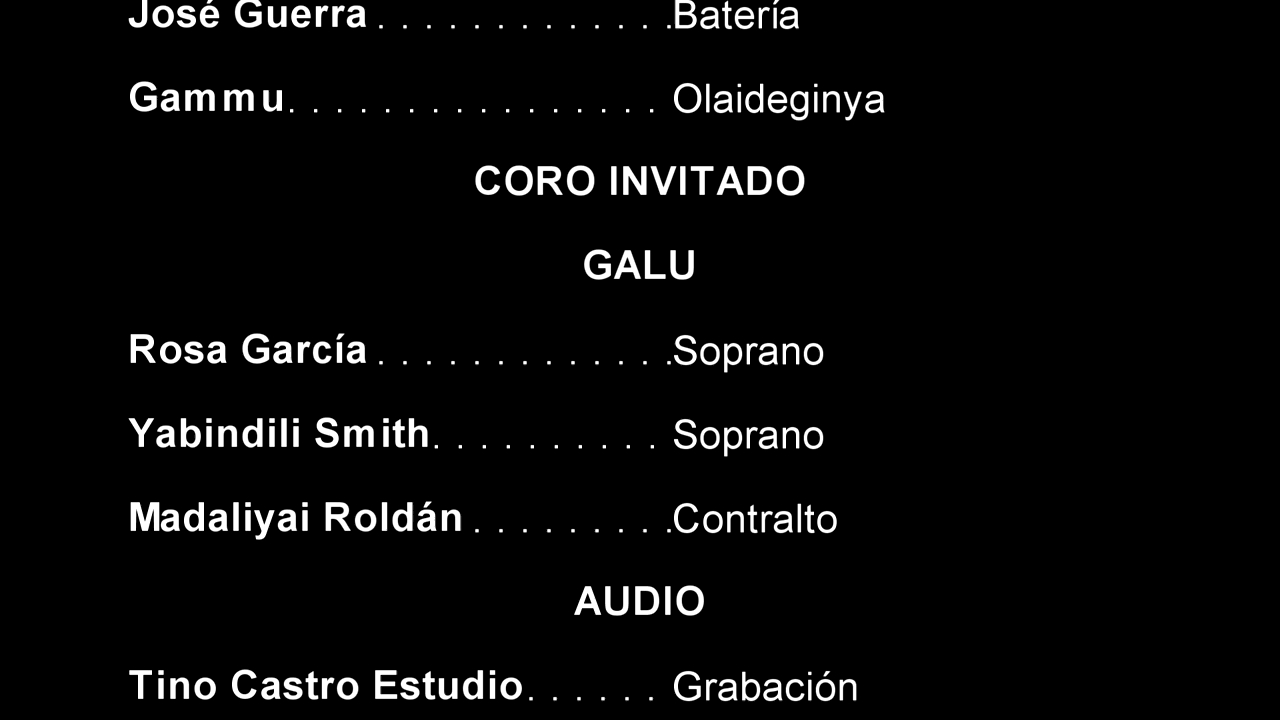 José Guerra . . . . . . . . . . . . .Batería
Gammu. . . . . . . . . . . . . . . . Olaideginya
CORO INVITADO
GALU
Rosa García . . . . . . . . . . . . .Soprano
Yabindili Smith. . . . . . . . . . Soprano
Madaliyai Roldán . . . . . . . . .Contralto
AUDIO
Tino Castro Estudio. . . . . . Grabación